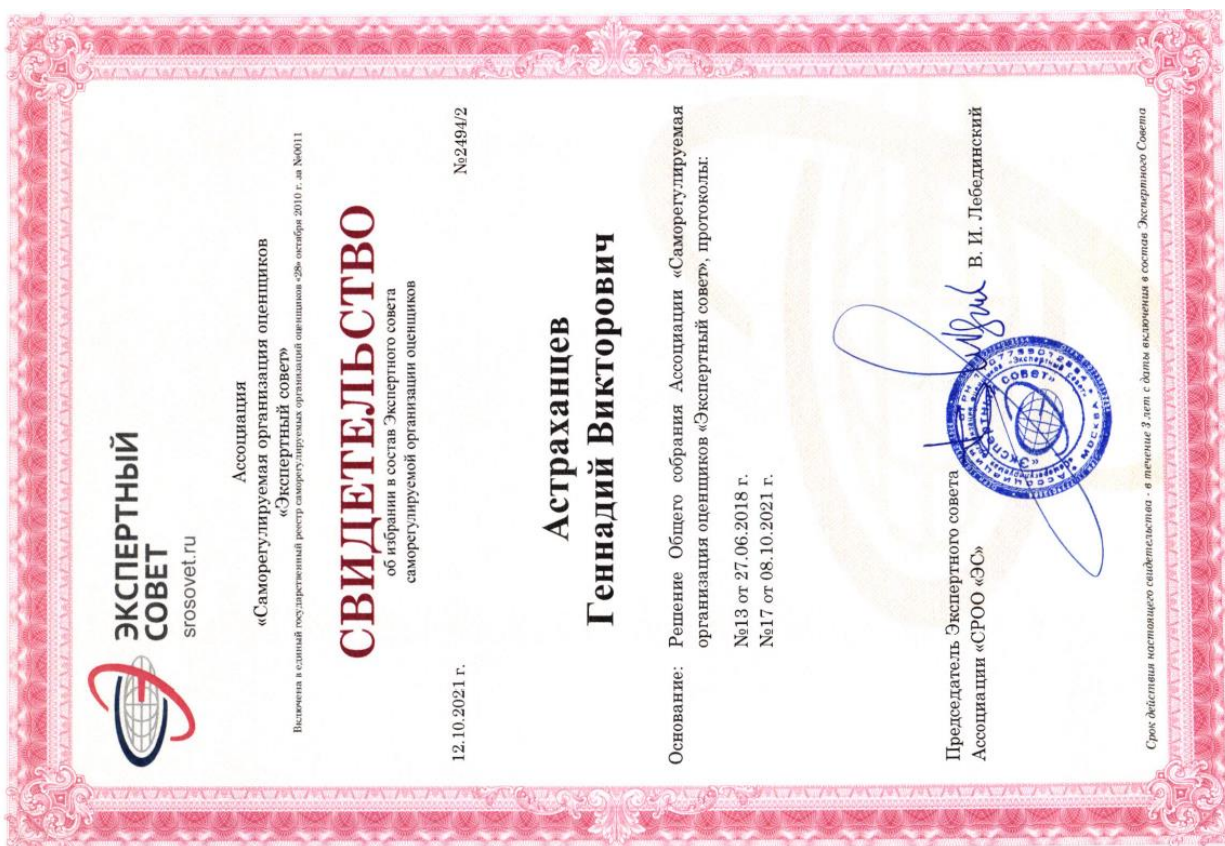 ЭКСПЕРТНЫЙ
СОВЕТ
srosovet.ru
Ассоциация
«Саморегулируемая организация оценщиков
«Экспертный совет»
Включена в единый государственный реестр саморегулируемых организаций оценщиков «28» октября 2010 г. за №0011
СВИДЕТЕЛЬСТВО
об избрании в состав Экспертного совета
саморегулируемой организации оценщиков
12.10.2021 г. №2494/2
Астраханцев
Геннадий Викторович
Основание: Решение Общего собрания Ассоциации «Саморегулируемая
организация оценщиков «Экспертный совет», протоколы:
№13 от 27.06.2018 г.
№17 от 08.10.2021 г.
Председатель Экспертного совета
Ассоциации «СРОО «ЭС» В. И. Лебединский
«Экспертный совет»
Срок действия настоящего свидетельства - в течение 3 лет с даты включения в состав Экспертного Совета